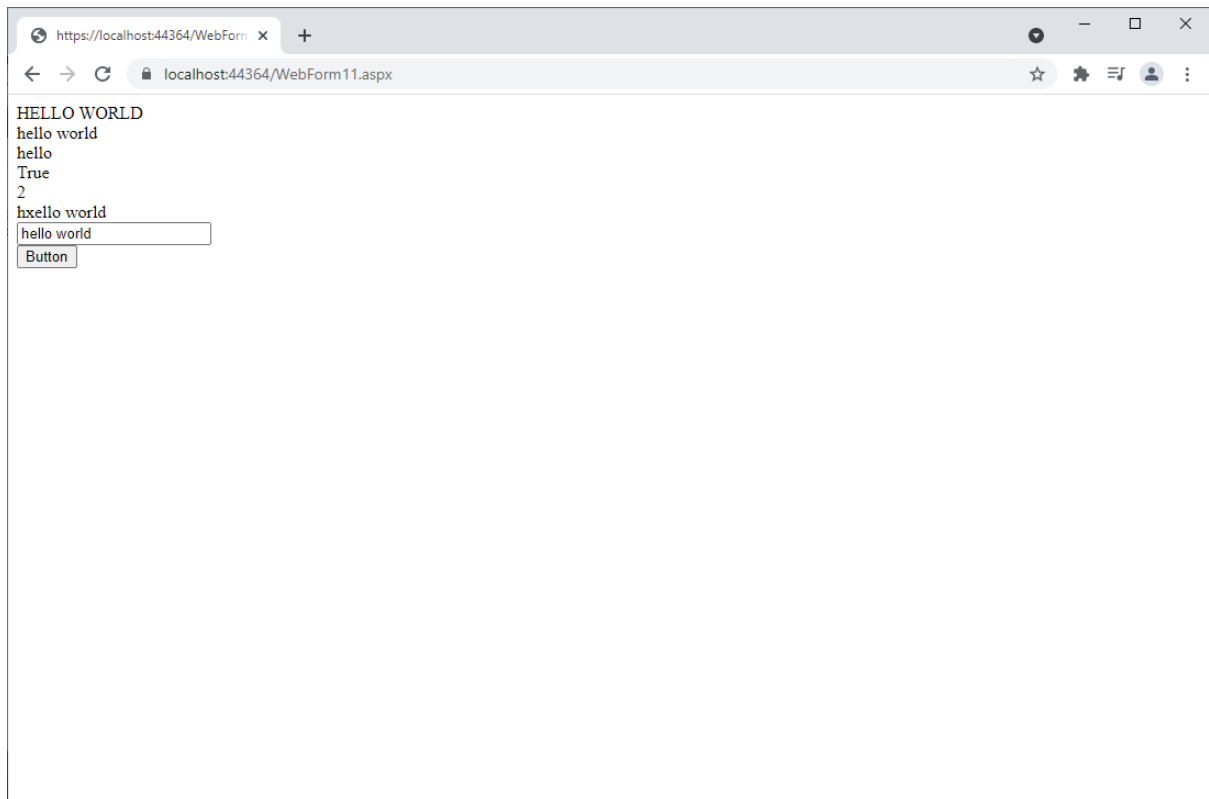 https://localhost:44364/WebForm
localhost:44364/WebForm11.aspx
HELLO WORLD
hello world
hello
True
2
hxello world
hello world
Button